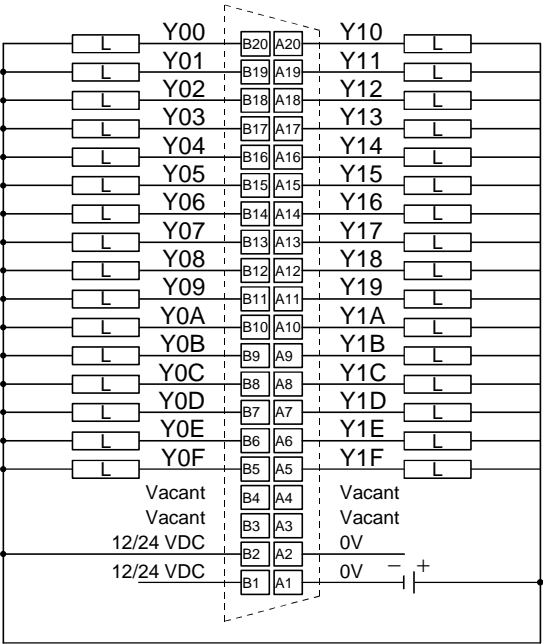 L Y00 B20 A20 Y10 L
L Y01 B19 A19 Y11 L
L Y02 B18 A18 Y12 L
L Y03 B17 A17 Y13 L
L Y04 B16 A16 Y14 L
L Y05 B15 A15 Y15 L
L Y06 B14 A14 Y16 L
L Y07 B13 A13 Y17 L
L Y08 B12 A12 Y18 L
L Y09 B11 A11 Y19 L
L Y0A B10 A10 Y1A L
L Y0B B9 A9 Y1B L
L Y0C B8 A8 Y1C L
L Y0D B7 A7 Y1D L
L Y0E B6 A6 Y1E L
L Y0F B5 A5 Y1F L
Vacant B4 A4 Vacant
Vacant B3 A3 Vacant
12/24 VDC B2 A2 0V
12/24 VDC B1 A1 0V − +